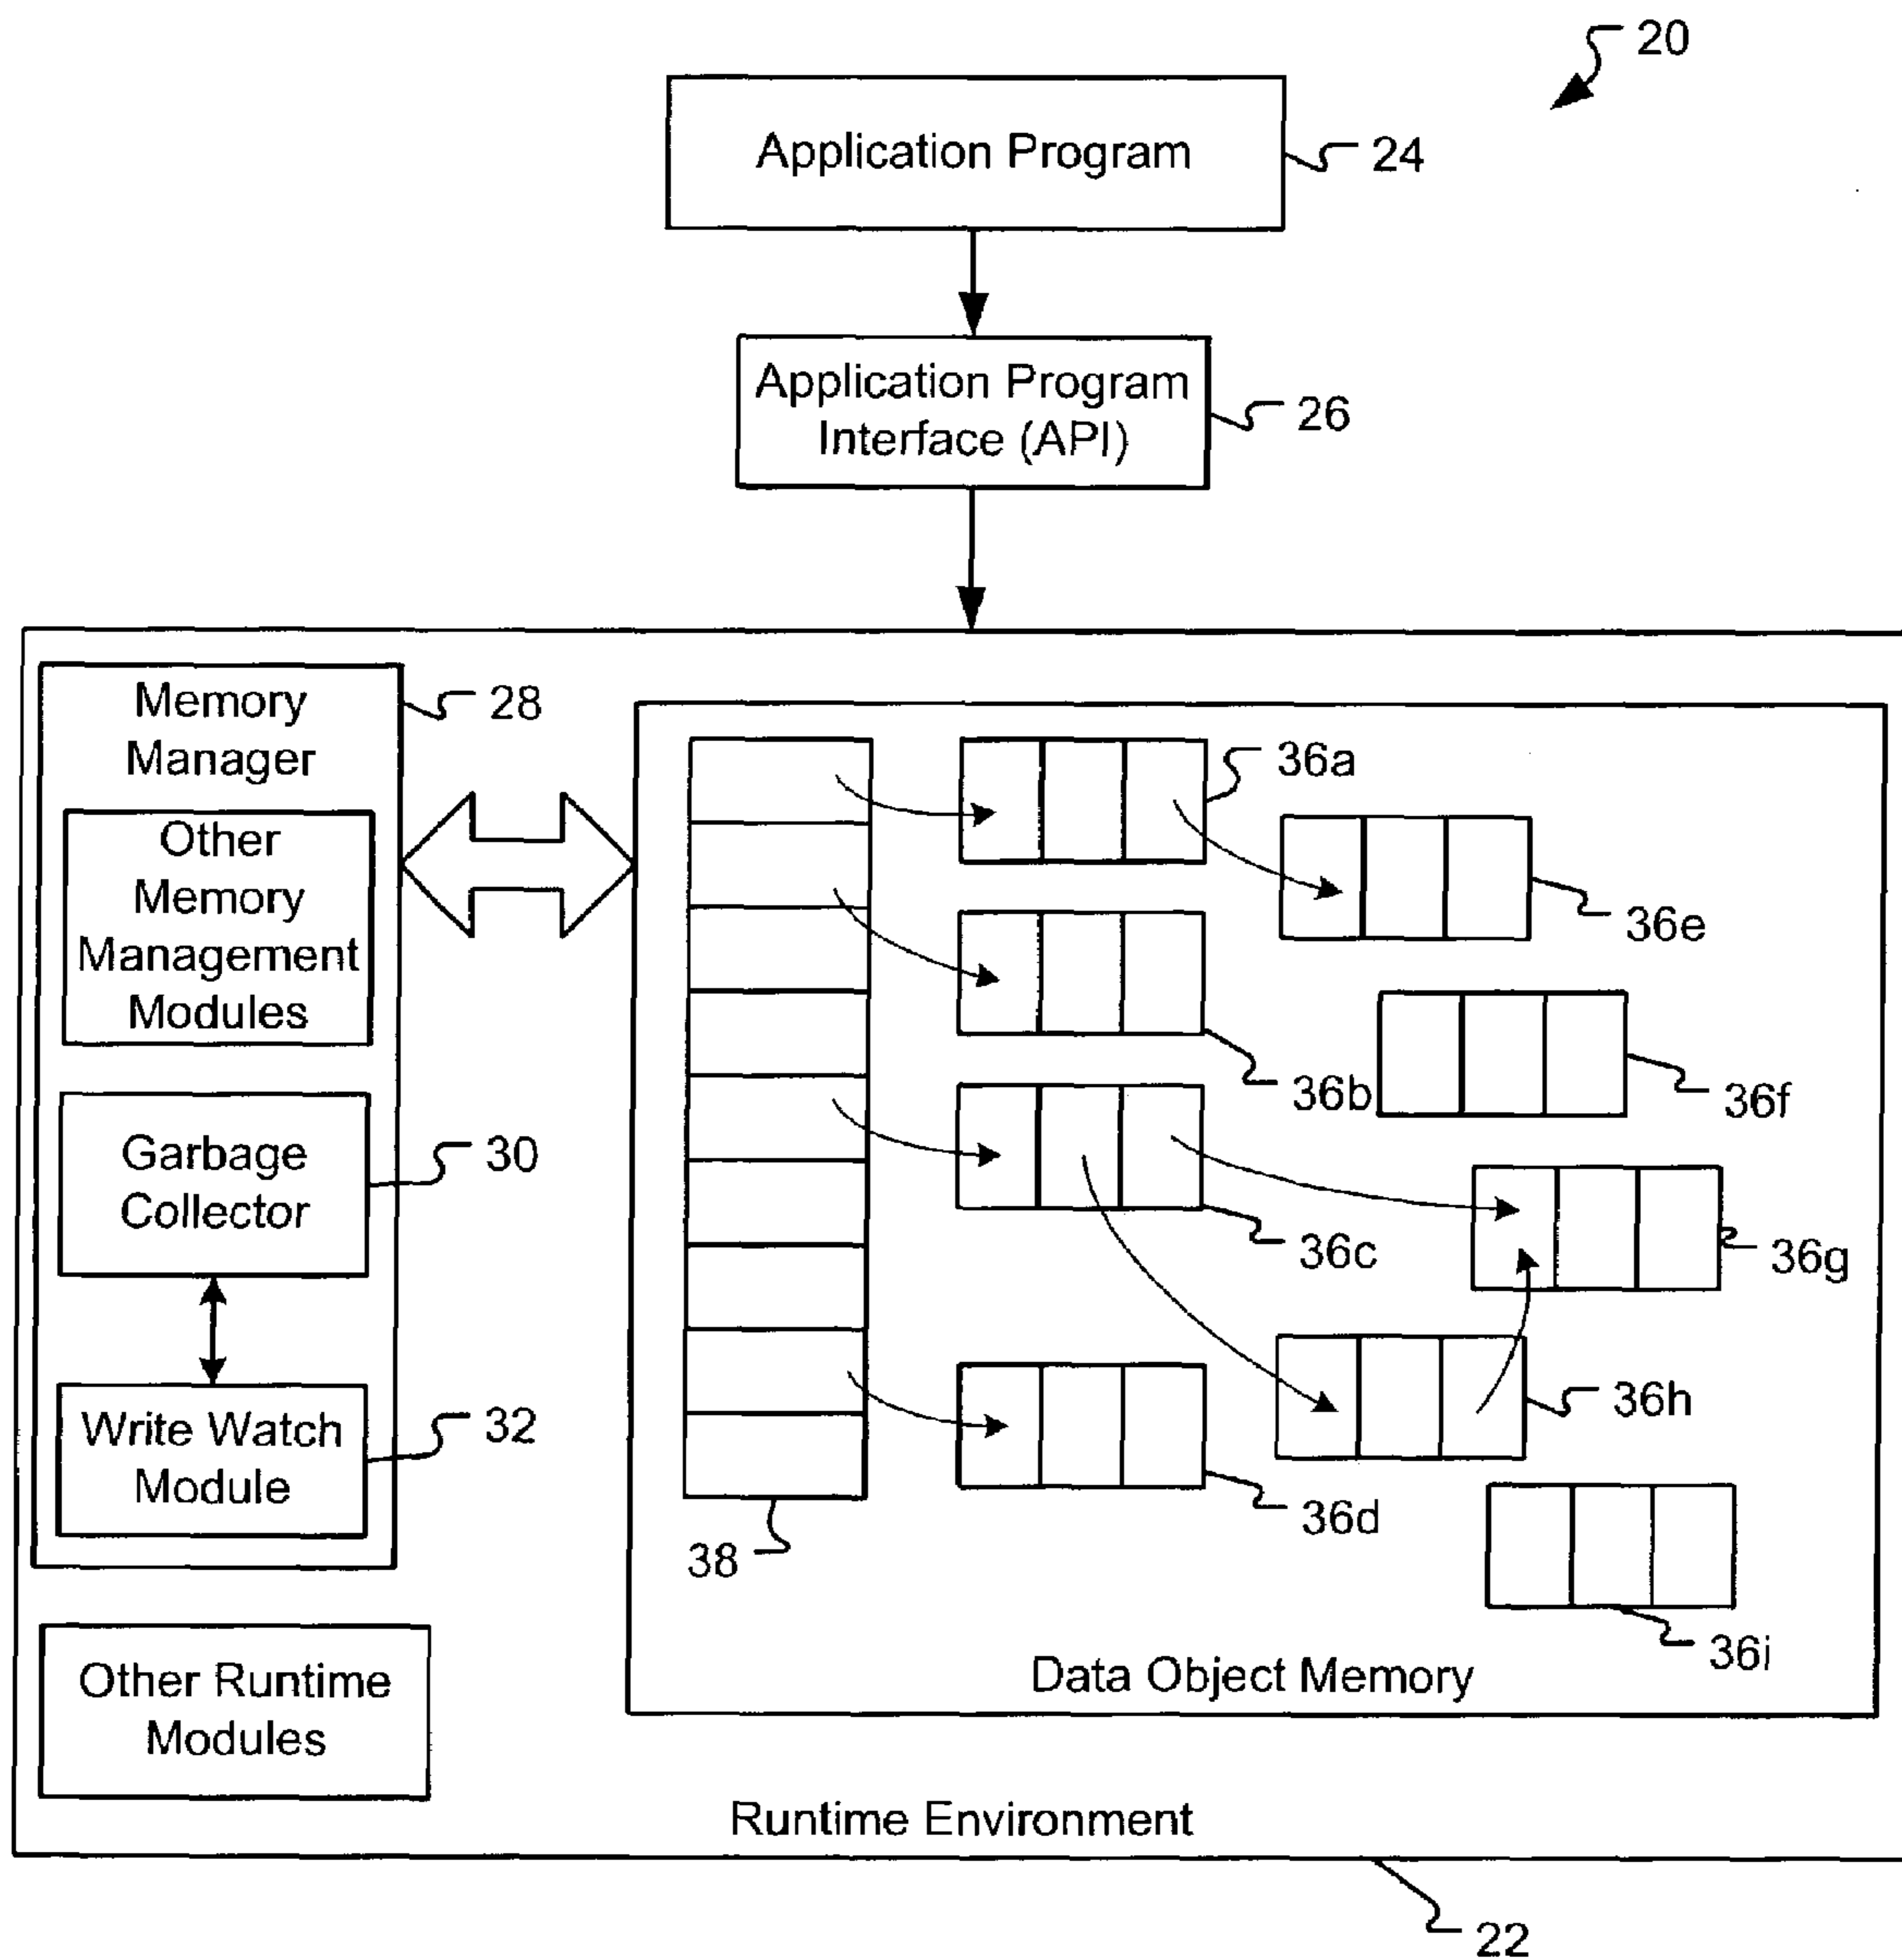 20
Application Program
24
Application Program
Interface (API)
26
Memory
Manager
28
Other
Memory
Management
Modules
Garbage
Collector
30
Write Watch
Module
32
Other Runtime
Modules
36a
36e
36b
36f
36c
36g
36h
36d
38
36i
Data Object Memory
Runtime Environment
22